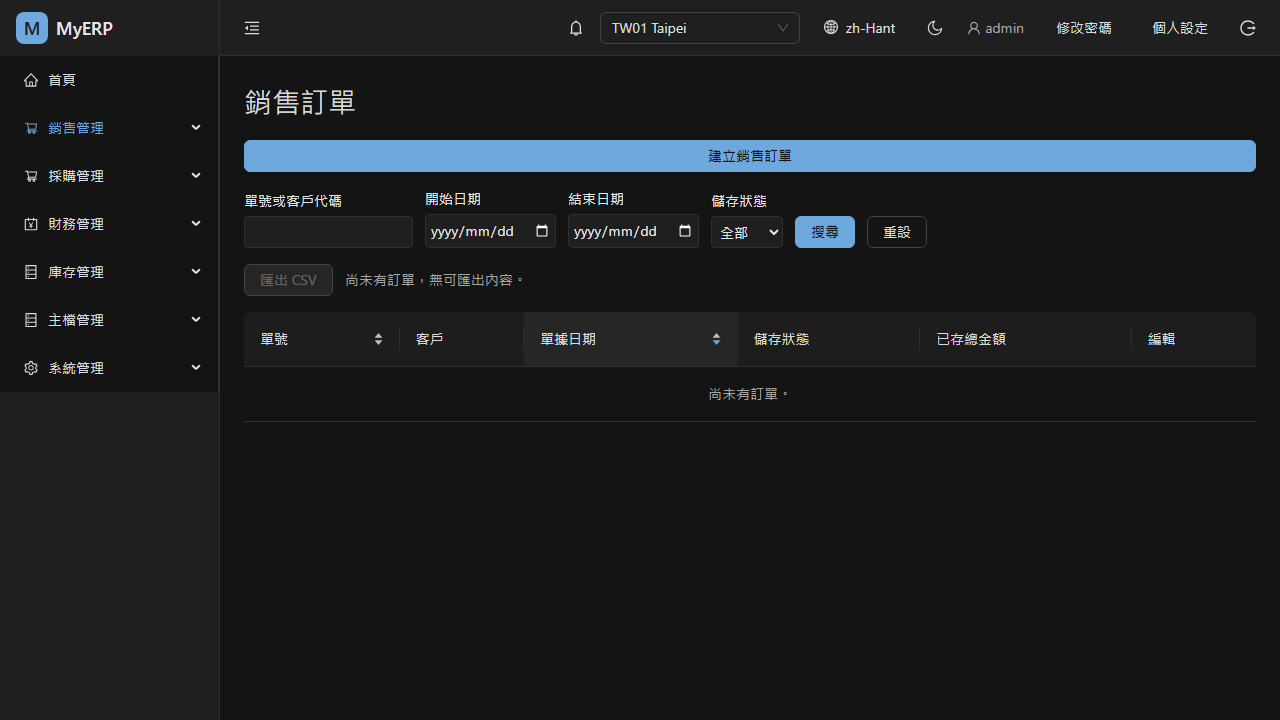 M MyERP
TW01 Taipei
zh-Hant
admin
修改密碼
個人設定
首頁
銷售管理
採購管理
財務管理
庫存管理
主檔管理
系統管理
銷售訂單
建立銷售訂單
單號或客戶代碼
開始日期
yyyy/mm/dd
結束日期
yyyy/mm/dd
儲存狀態
全部
搜尋
重設
匯出 CSV
尚未有訂單，無可匯出內容。
單號 客戶 單據日期 儲存狀態 已存總金額 編輯
尚未有訂單。